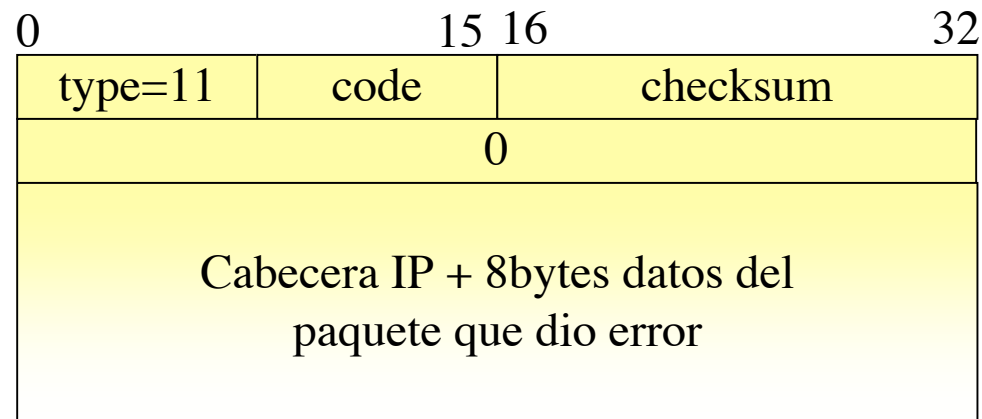 0 15 16 32
type=11 code checksum
0
Cabecera IP + 8bytes datos del
paquete que dio error